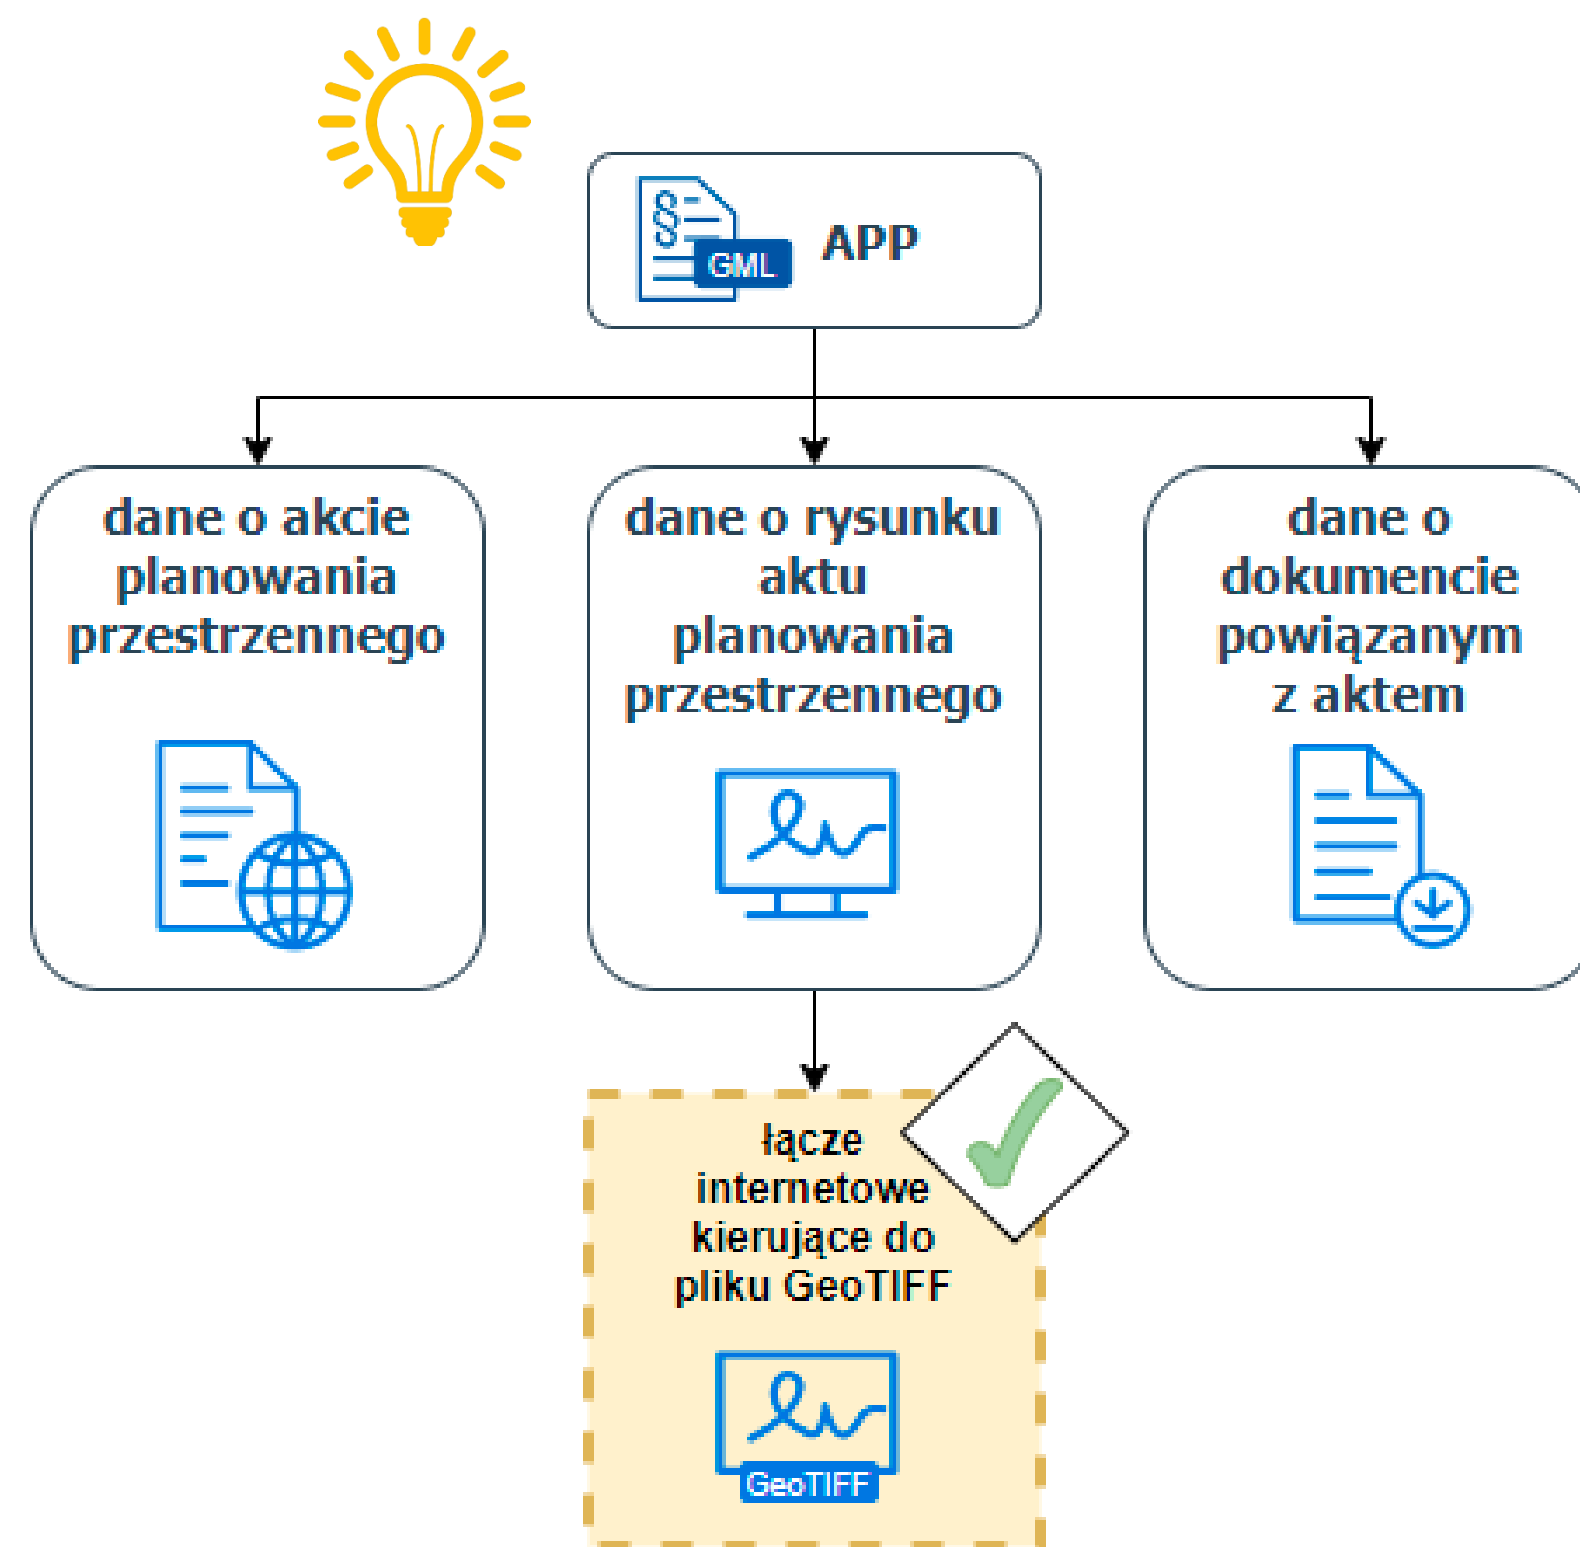 GML
APP
dane o akcie
planowania
przestrzennego
dane o rysunku
aktu
planowania
przestrzennego
dane o
dokumencie
powiązanym
z aktem
łącze
internetowe
kierujące do
pliku GeoTIFF
GeoTIFF